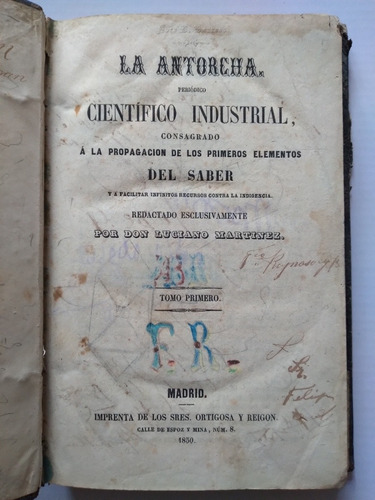 LA ANTORCHA,
PERIÓDICO
CIENTÍFICO INDUSTRIAL,
CONSAGRADO
Á LA PROPAGACION DE LOS PRIMEROS ELEMENTOS
DEL SABER
Y Á FACILITAR INFINITOS RECURSOS CONTRA LA INDIGENCIA.
REDACTADO ESCLUSIVAMENTE
POR DON LUCIANO MARTINEZ.
TOMO PRIMERO.
F. R.
MADRID.
IMPRENTA DE LOS SRES. ORTIGOSA Y REIGON.
CALLE DE ESPOZ Y MINA, NÚM. 8.
1850.
Felip